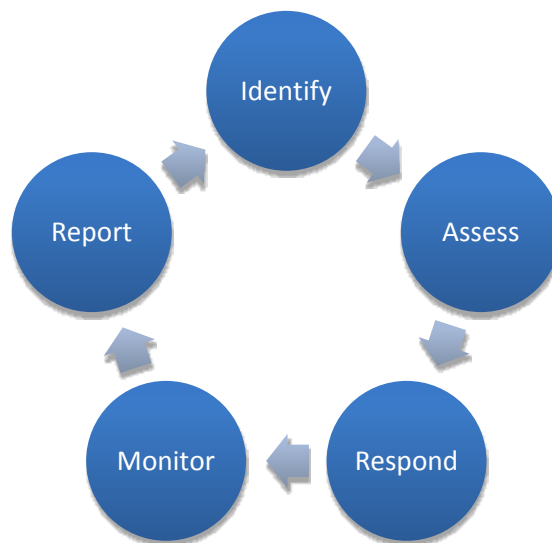 Identify
Assess
Respond
Monitor
Report